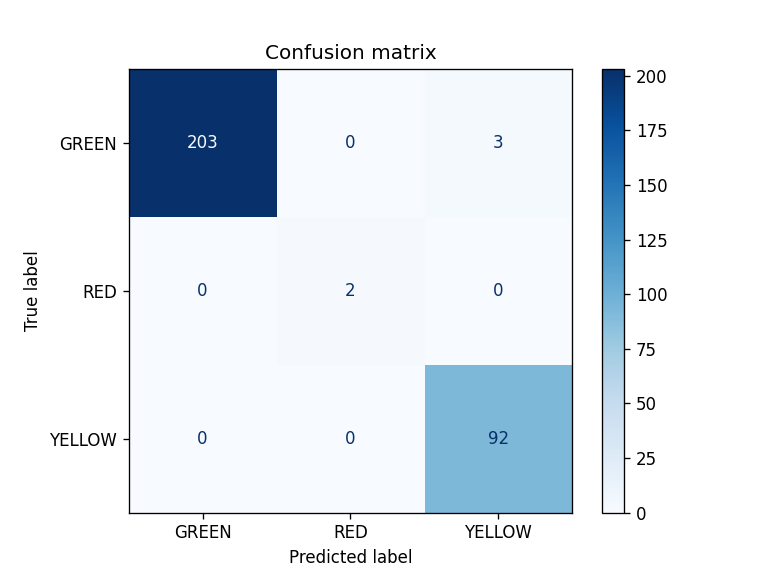 Confusion matrix
GREEN 203 0 3
RED 0 2 0
YELLOW 0 0 92
GREEN RED YELLOW
Predicted label
True label
200
175
150
125
100
75
50
25
0